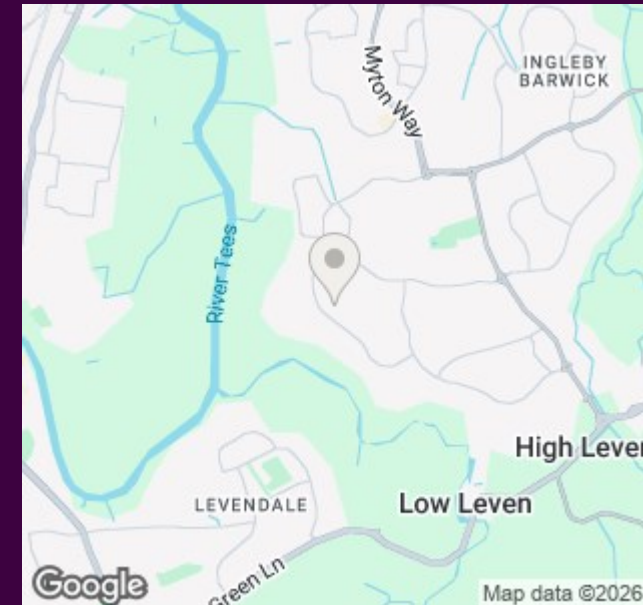 INGLEBY
BARWICK
Myton Way
River Tees
High Leven
LEVENDALE
Low Leven
Green Ln
Google
Map data ©2026